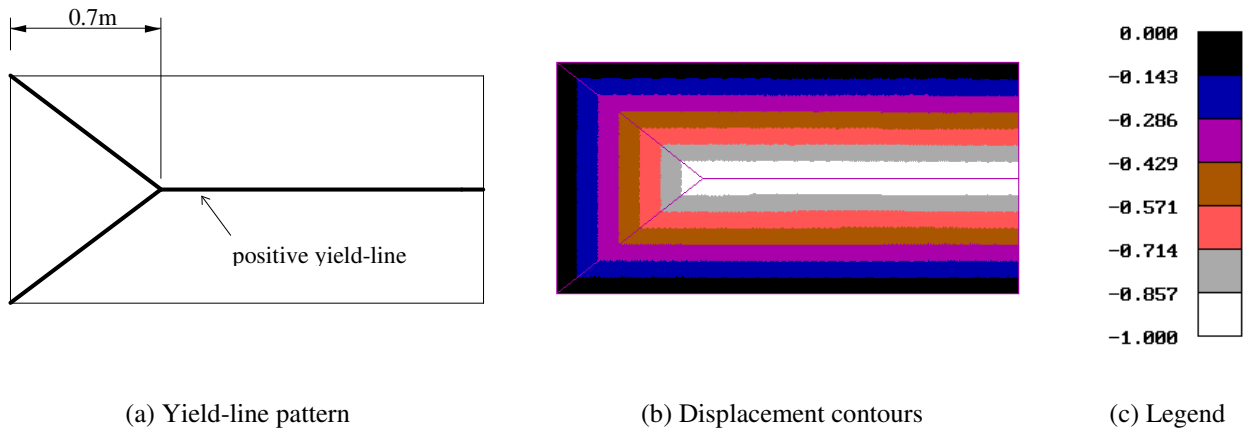 0.7m
positive yield-line
0.000
-0.143
-0.286
-0.429
-0.571
-0.714
-0.857
-1.000
(a) Yield-line pattern
(b) Displacement contours
(c) Legend